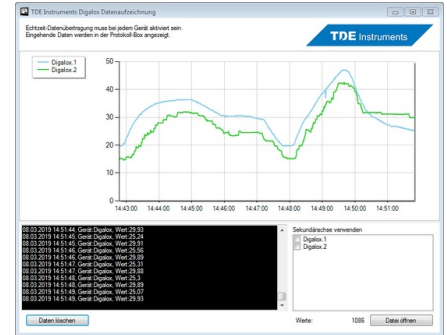 TDE Instruments Digalox Datenaufzeichnung
Echtzeit-Datenübertragung muss bei jedem Gerät aktiviert sein.
Eingehende Daten werden in der Protokoll-Box angezeigt.
TDE Instruments
Digalox.1
Digalox.2
50
40
30
20
10
0
14:43:00 14:44:00 14:45:00 14:46:00 14:47:00 14:48:00 14:49:00 14:50:00 14:51:00
08.03.2019 14:51:44, Gerät:Digalox, Wert:29,93
08.03.2019 14:51:45, Gerät:Digalox, Wert:25,24
08.03.2019 14:51:45, Gerät:Digalox, Wert:29,91
08.03.2019 14:51:46, Gerät:Digalox, Wert:25,56
08.03.2019 14:51:46, Gerät:Digalox, Wert:29,89
08.03.2019 14:51:47, Gerät:Digalox, Wert:25,31
08.03.2019 14:51:47, Gerät:Digalox, Wert:29,88
08.03.2019 14:51:48, Gerät:Digalox, Wert:25,3
08.03.2019 14:51:48, Gerät:Digalox, Wert:29,89
08.03.2019 14:51:49, Gerät:Digalox, Wert:25,07
08.03.2019 14:51:49, Gerät:Digalox, Wert:29,93
Sekundärachse verwenden
Digalox.1
Digalox.2
Daten löschen
Werte: 1086
Datei öffnen